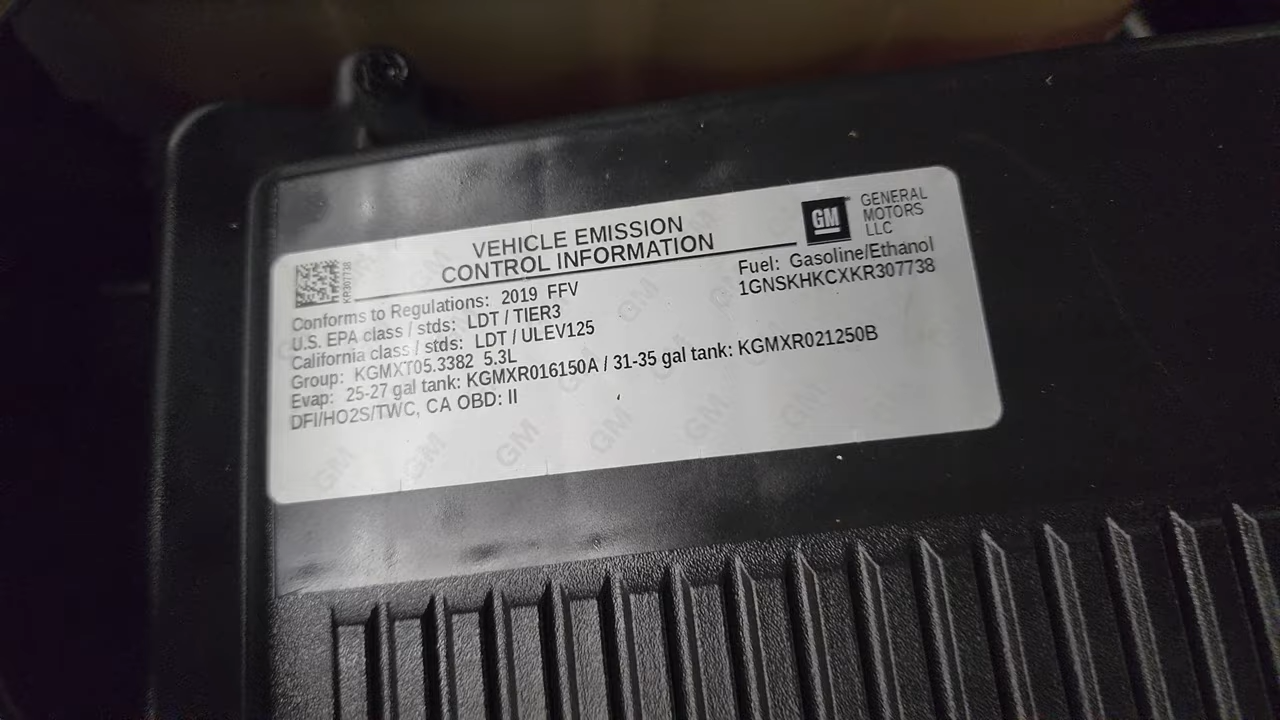 VEHICLE EMISSION
CONTROL INFORMATION
GM
GENERAL
MOTORS
LLC
KR307738
Fuel: Gasoline/Ethanol
1GNSKHKCXKR307738
Conforms to Regulations: 2019 FFV
U.S. EPA class / stds: LDT / TIER3
California class / stds: LDT / ULEV125
Group: KGMXT05.3382 5.3L
Evap: 25-27 gal tank: KGMXR016150A / 31-35 gal tank: KGMXR021250B
DFI/HO2S/TWC, CA OBD: II